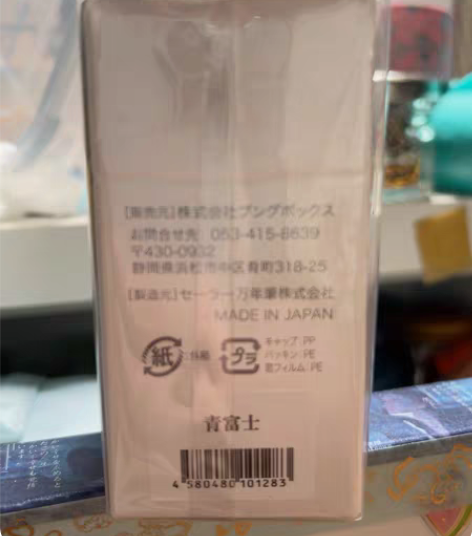 [販売元]株式会社ブングボックス
お問合せ先 053-415-8639
〒430-0932
静岡県浜松市中区肴町318-25
[製造元]セーラー万年筆株式会社
MADE IN JAPAN
紙 :外箱
プラ
キャップ:PP
パッキン:PE
芯フィルム:PE
青富士
4 580480 101283